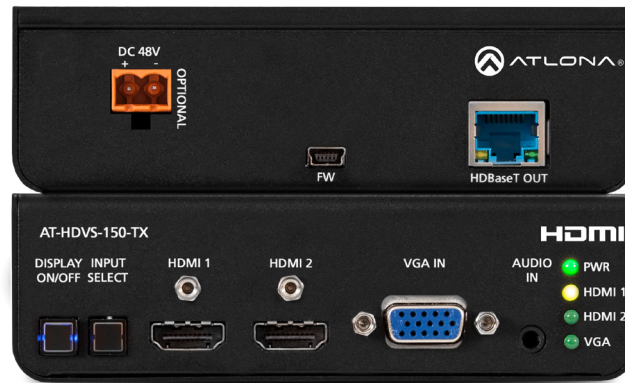 DC 48V
+ -
OPTIONAL
ATLONA®
FW
HDBaseT OUT
AT-HDVS-150-TX
HDMI
DISPLAY ON/OFF
INPUT SELECT
HDMI 1
HDMI 2
VGA IN
AUDIO IN
PWR
HDMI 1
HDMI 2
VGA